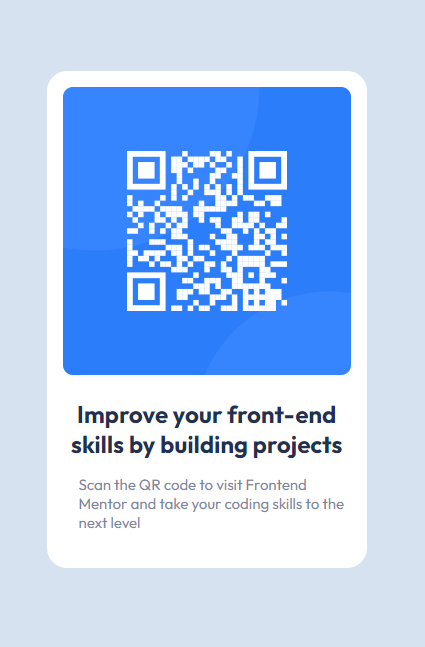 Improve your front-end
skills by building projects
Scan the QR code to visit Frontend
Mentor and take your coding skills to the
next level